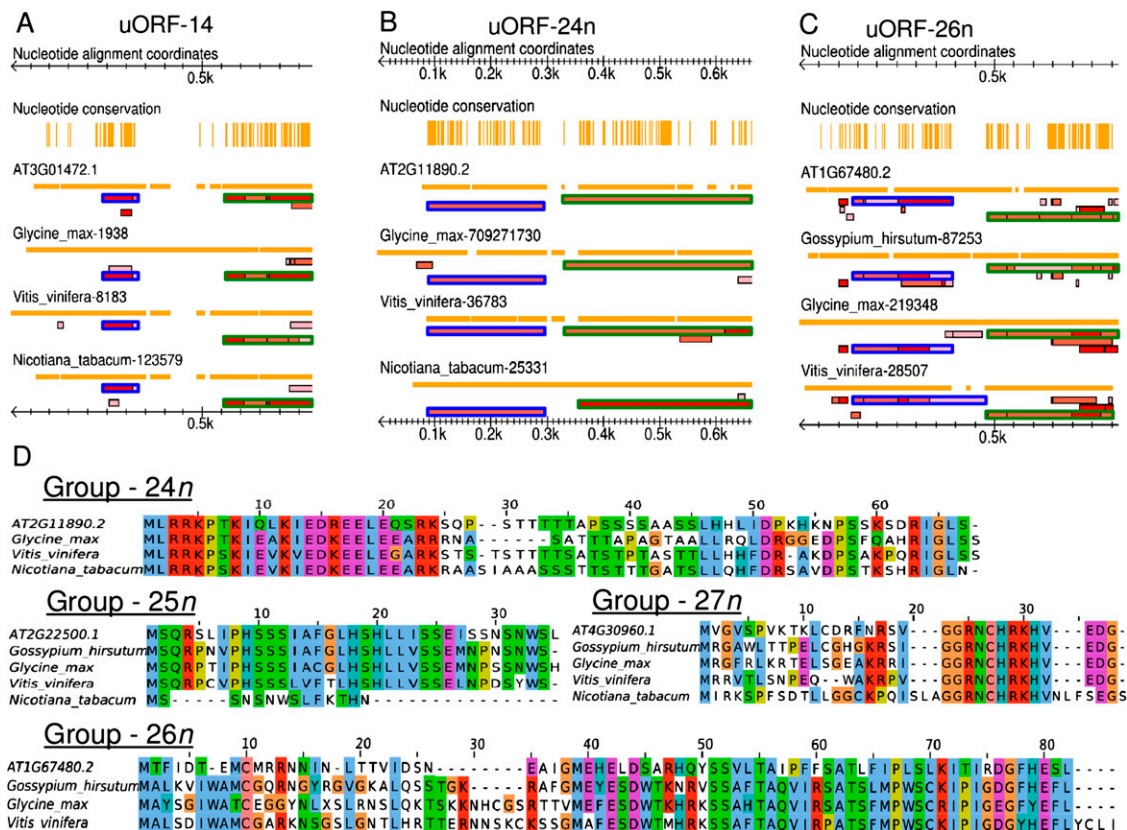 A
uORF-14
Nucleotide alignment coordinates
0.5k
Nucleotide conservation
AT3G01472.1
Glycine_max-1938
Vitis_vinifera-8183
Nicotiana_tabacum-123579
0.5k
B
uORF-24n
Nucleotide alignment coordinates
0.1k 0.2k 0.3k 0.4k 0.5k 0.6k
Nucleotide conservation
AT2G11890.2
Glycine_max-709271730
Vitis_vinifera-36783
Nicotiana_tabacum-25331
0.1k 0.2k 0.3k 0.4k 0.5k 0.6k
C
uORF-26n
Nucleotide alignment coordinates
0.5k
Nucleotide conservation
AT1G67480.2
Gossypium_hirsutum-87253
Glycine_max-219348
Vitis_vinifera-28507
0.5k
D
Group - 24n
10 20 30 40 50 60
AT2G11890.2 MLRRKPTKIQLKIEDREELEQSRKSQP--STTTTTAPSSSSAASSLHHLIDPKHKNPSSKSDRIGLS-
Glycine_max MLRRKPTKIEAKIEDKEELEEARRRNA------SATTTAPAGTAALLRQLDRGGEDPSFQAHRIGLSS
Vitis_vinifera MLRRKPSKIEVKVEDKEELEGARKSTS-TSTTTTSATSTPTASTTLLHHFDR-AKDPSAKPQRIGLSS
Nicotiana_tabacum MLRRKPSKIEVKIEDKEELEEARKRAASIAAASSSTTSTTTGATSLLQHFDRSAVDPSTKSHRIGLN-
Group - 25n
10 20 30
AT2G22500.1 MSQRSLIPHSSSIAFGLHSHLLISSEISSNSNWSL
Gossypium_hirsutum MSQRPNVPHSSSIAFGLHSHLLVSSEMNPNSNWS-
Glycine_max MSQRPTIPHSSSIACGLHSHLLVSSEMNPSSNWSH
Vitis_vinifera MSQRPCVPHSSSLVFTLHSHLLVSSELNPDSYWS-
Nicotiana_tabacum MS-----SNSNWSLFKTHN----------------
Group - 27n
10 20 30
AT4G30960.1 MVGVSPVKTKLCDRFNRSV---GGRNCHRKHV---EDG-
Gossypium_hirsutum MRGAWLTTPELCGHGKRSI---GGRNCHRKHV---EDG-
Glycine_max MRGFRLKRTELSGEAKRRI---GGRNCHRKHV---EDG-
Vitis_vinifera MRRVTLSNPEQ--WAKRPV---GGRNCHRKHV---EDG-
Nicotiana_tabacum MIRKSPFSDTLLGGCKPQISLAGGRNCHRKHVNLFSEGS
Group - 26n
10 20 30 40 50 60 70 80
AT1G67480.2 MTFIDT-EMCMRRNNIN-LTTVIDSN--------EAIGMEHELDSARHQYSSVLTAIPFFSATLFIPLSLKITIRDGFHESL----
Gossypium_hirsutum MALKVIWAMCGRNGYRGVGKALQSSTGK------RAFGMEYESDWTKNRVSSAFTAQVIRSATSFMPWSCKIPIGDGFHEFL----
Glycine_max MAYSGIWATCEGGYNLXSLRNSLQKTSKKNHCGSRTTVMEFESDWTKHRKSSAHTAQVIRSATSFMPWSCKIPIGEGFYEFL----
Vitis_vinifera MALSDIWAMCGARKNSGSLGNTLHRTTERNNSKCKSSGMAFESDWTMHRKSSAFTAQVIRPATSFMPWSCKIPIGDGFYEFLYCLI